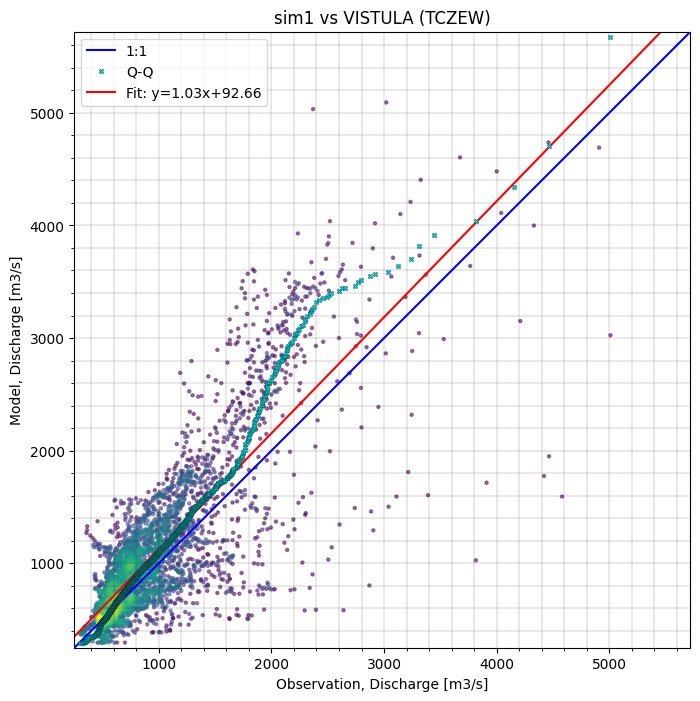 sim1 vs VISTULA (TCZEW)
1:1
Q-Q
Fit: y=1.03x+92.66
5000
4000
3000
2000
1000
Model, Discharge [m3/s]
1000 2000 3000 4000 5000
Observation, Discharge [m3/s]